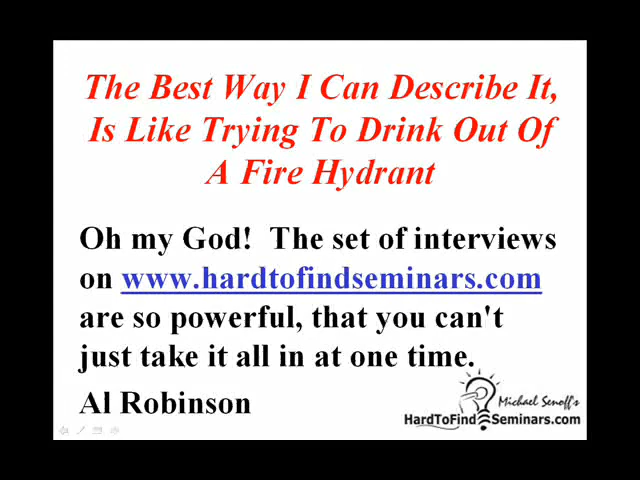 The Best Way I Can Describe It,
Is Like Trying To Drink Out Of
A Fire Hydrant
Oh my God!  The set of interviews
on www.hardtofindseminars.com
are so powerful, that you can't
just take it all in at one time.
Al Robinson
Michael Senoff's
HardToFindSeminars.com